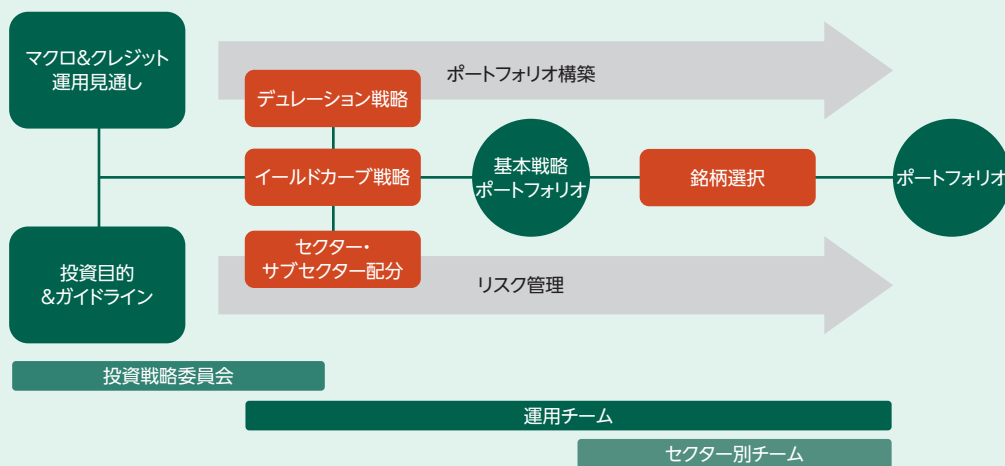 マクロ&クレジット
運用見通し
ポートフォリオ構築
デュレーション戦略
イールドカーブ戦略
基本戦略
ポートフォリオ
銘柄選択
ポートフォリオ
セクター・
サブセクター配分
投資目的
&ガイドライン
リスク管理
投資戦略委員会
運用チーム
セクター別チーム